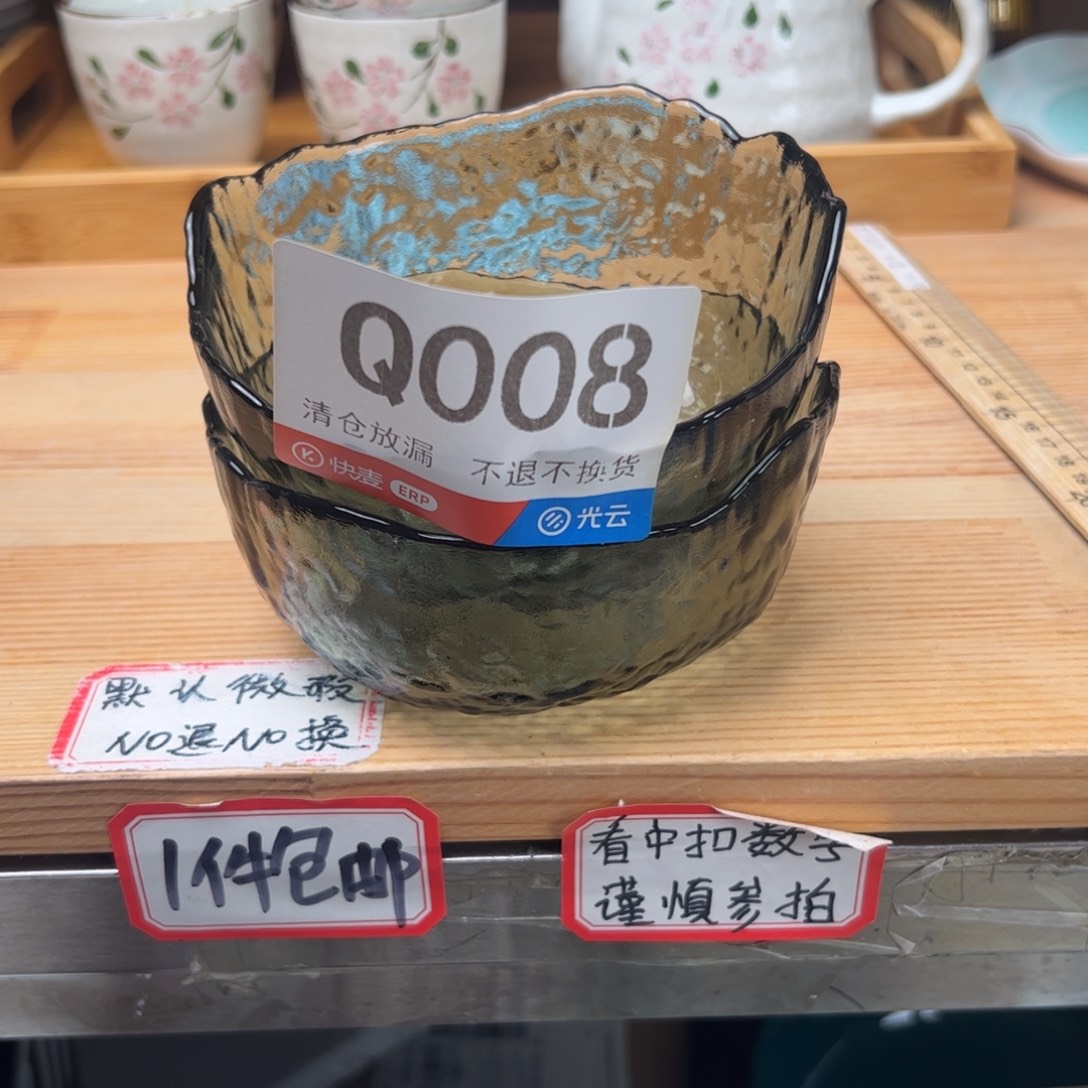 Q008
清仓放漏 不退不换货
快麦 ERP
光云
默认微瑕
NO退NO换
1件包邮
看中扣数字
谨慎参拍